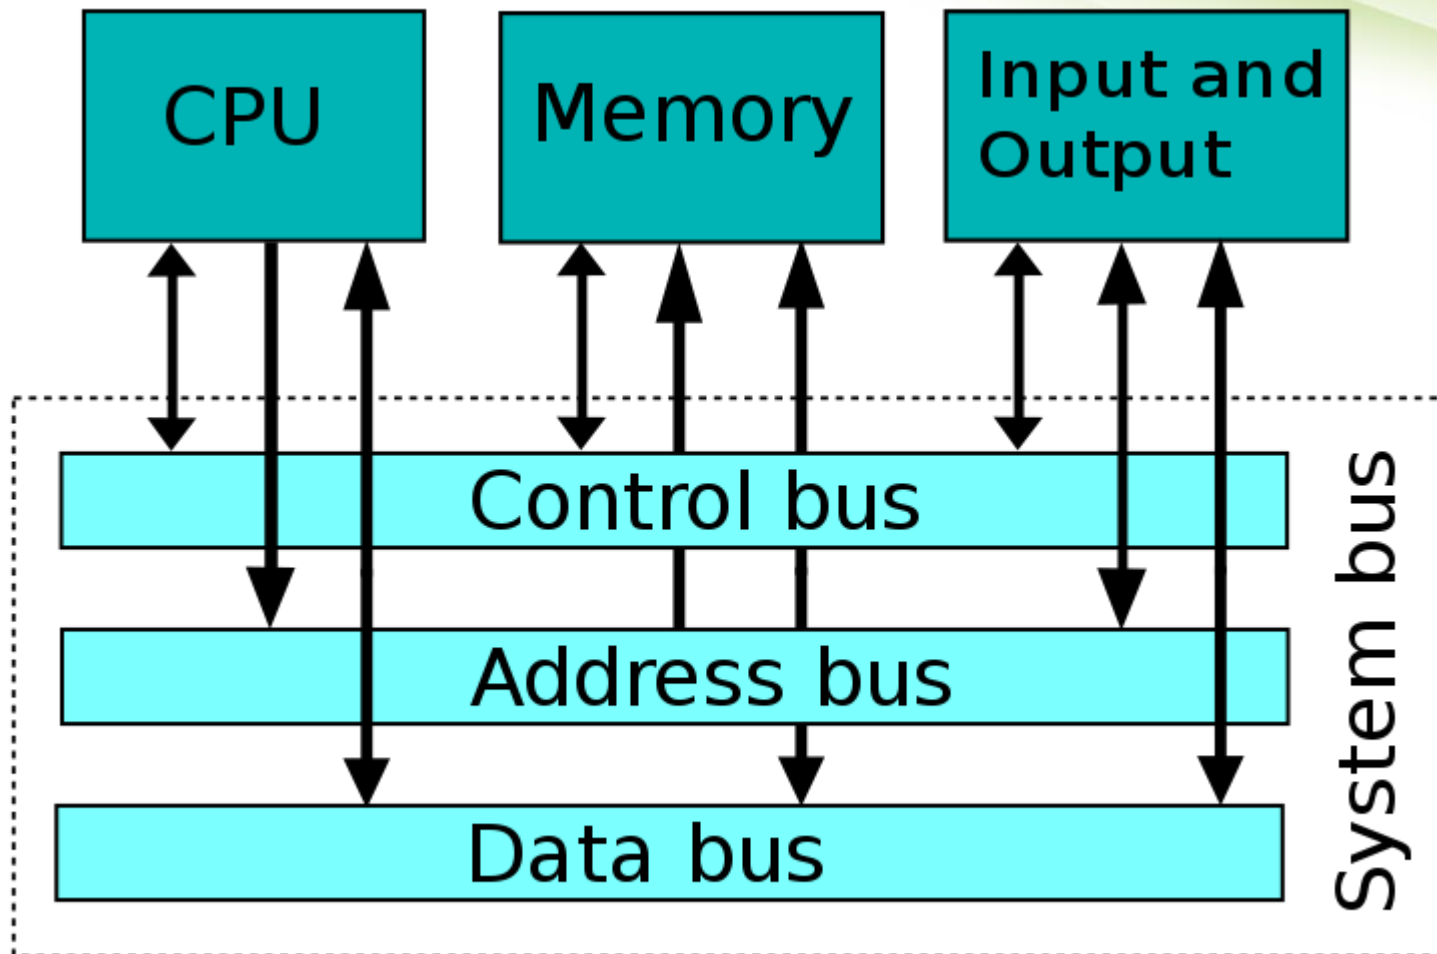 CPU
Memory
Input and
Output
Control bus
Address bus
Data bus
System bus